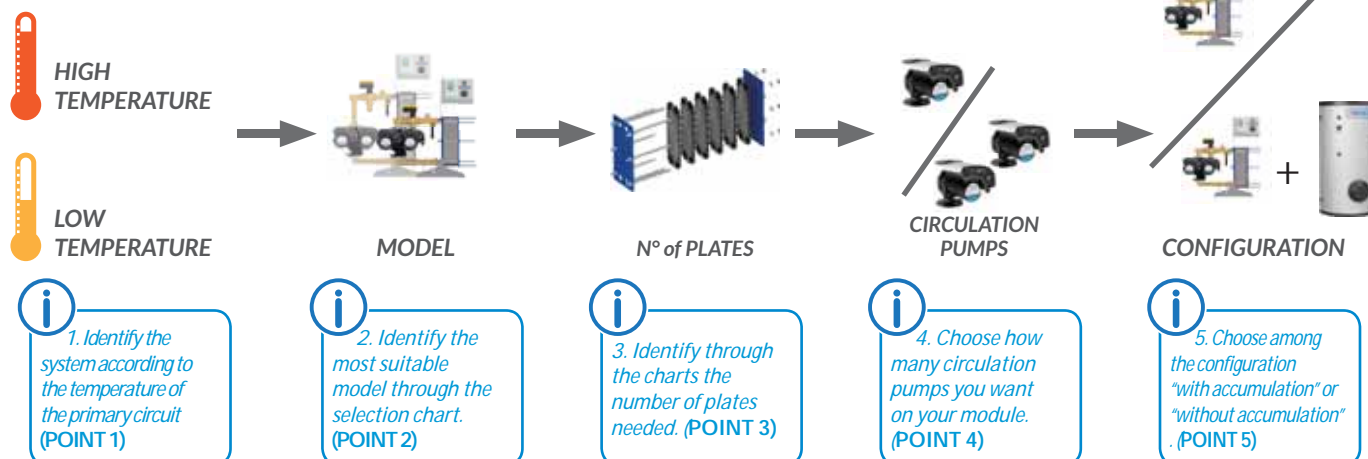 HIGH
TEMPERATURE
LOW
TEMPERATURE
MODEL
N° of PLATES
CIRCULATION
PUMPS
+
CONFIGURATION
1. Identify the
system according to
the temperature of
the primary circuit
(POINT 1)
2. Identify the
most suitable
model through the
selection chart.
(POINT 2)
3. Identify through
the charts the
number of plates
needed. (POINT 3)
4. Choose how
many circulation
pumps you want
on your module.
(POINT 4)
5. Choose among
the configuration
“with accumulation” or
“without accumulation”
. (POINT 5)